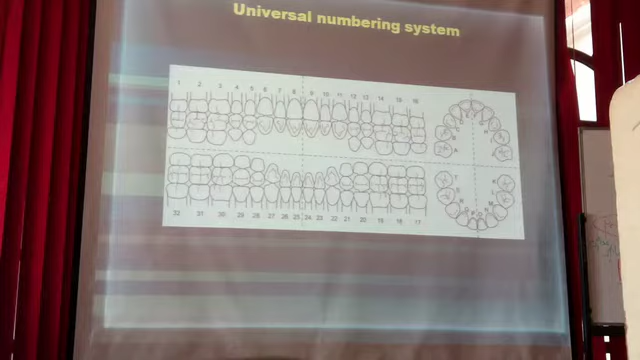 Universal numbering system
1 2 3 4 5 6 7 8 9 10 11 12 13 14 15 16
32 31 30 29 28 27 26 25 24 23 22 21 20 19 18 17